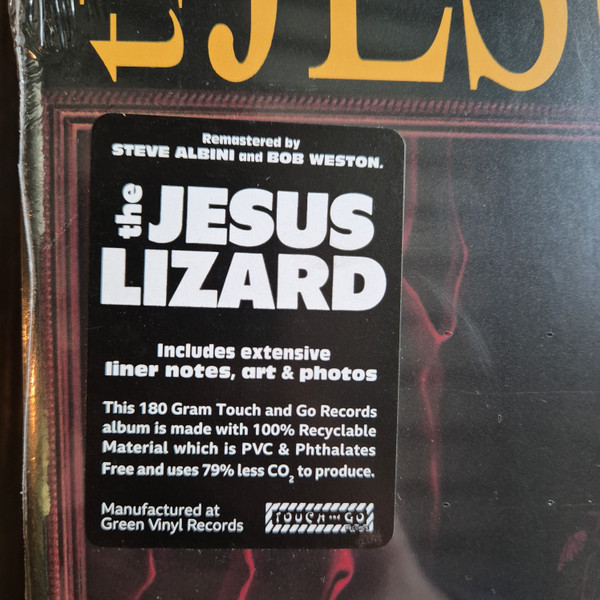 JES
Remastered by
STEVE ALBINI and BOB WESTON.
the JESUS
LIZARD
Includes extensive
liner notes, art & photos
This 180 Gram Touch and Go Records
album is made with 100% Recyclable
Material which is PVC & Phthalates
Free and uses 79% less CO₂ to produce.
Manufactured at
Green Vinyl Records
TOUCH AND GO